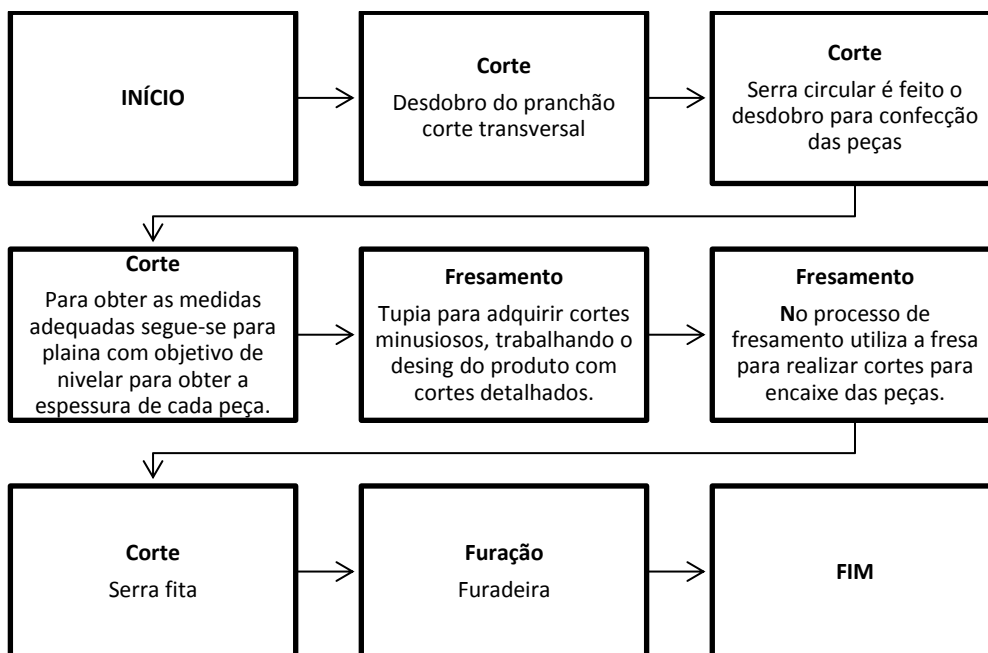 INÍCIO
Corte
Desdobro do pranchão
corte transversal
Corte
Serra circular é feito o
desdobro para confecção
das peças
Corte
Para obter as medidas
adequadas segue-se para
plaina com objetivo de
nivelar para obter a
espessura de cada peça.
Fresamento
Tupia para adquirir cortes
minusiosos, trabalhando o
desing do produto com
cortes detalhados.
Fresamento
No processo de
fresamento utiliza a fresa
para realizar cortes para
encaixe das peças.
Corte
Serra fita
Furação
Furadeira
FIM